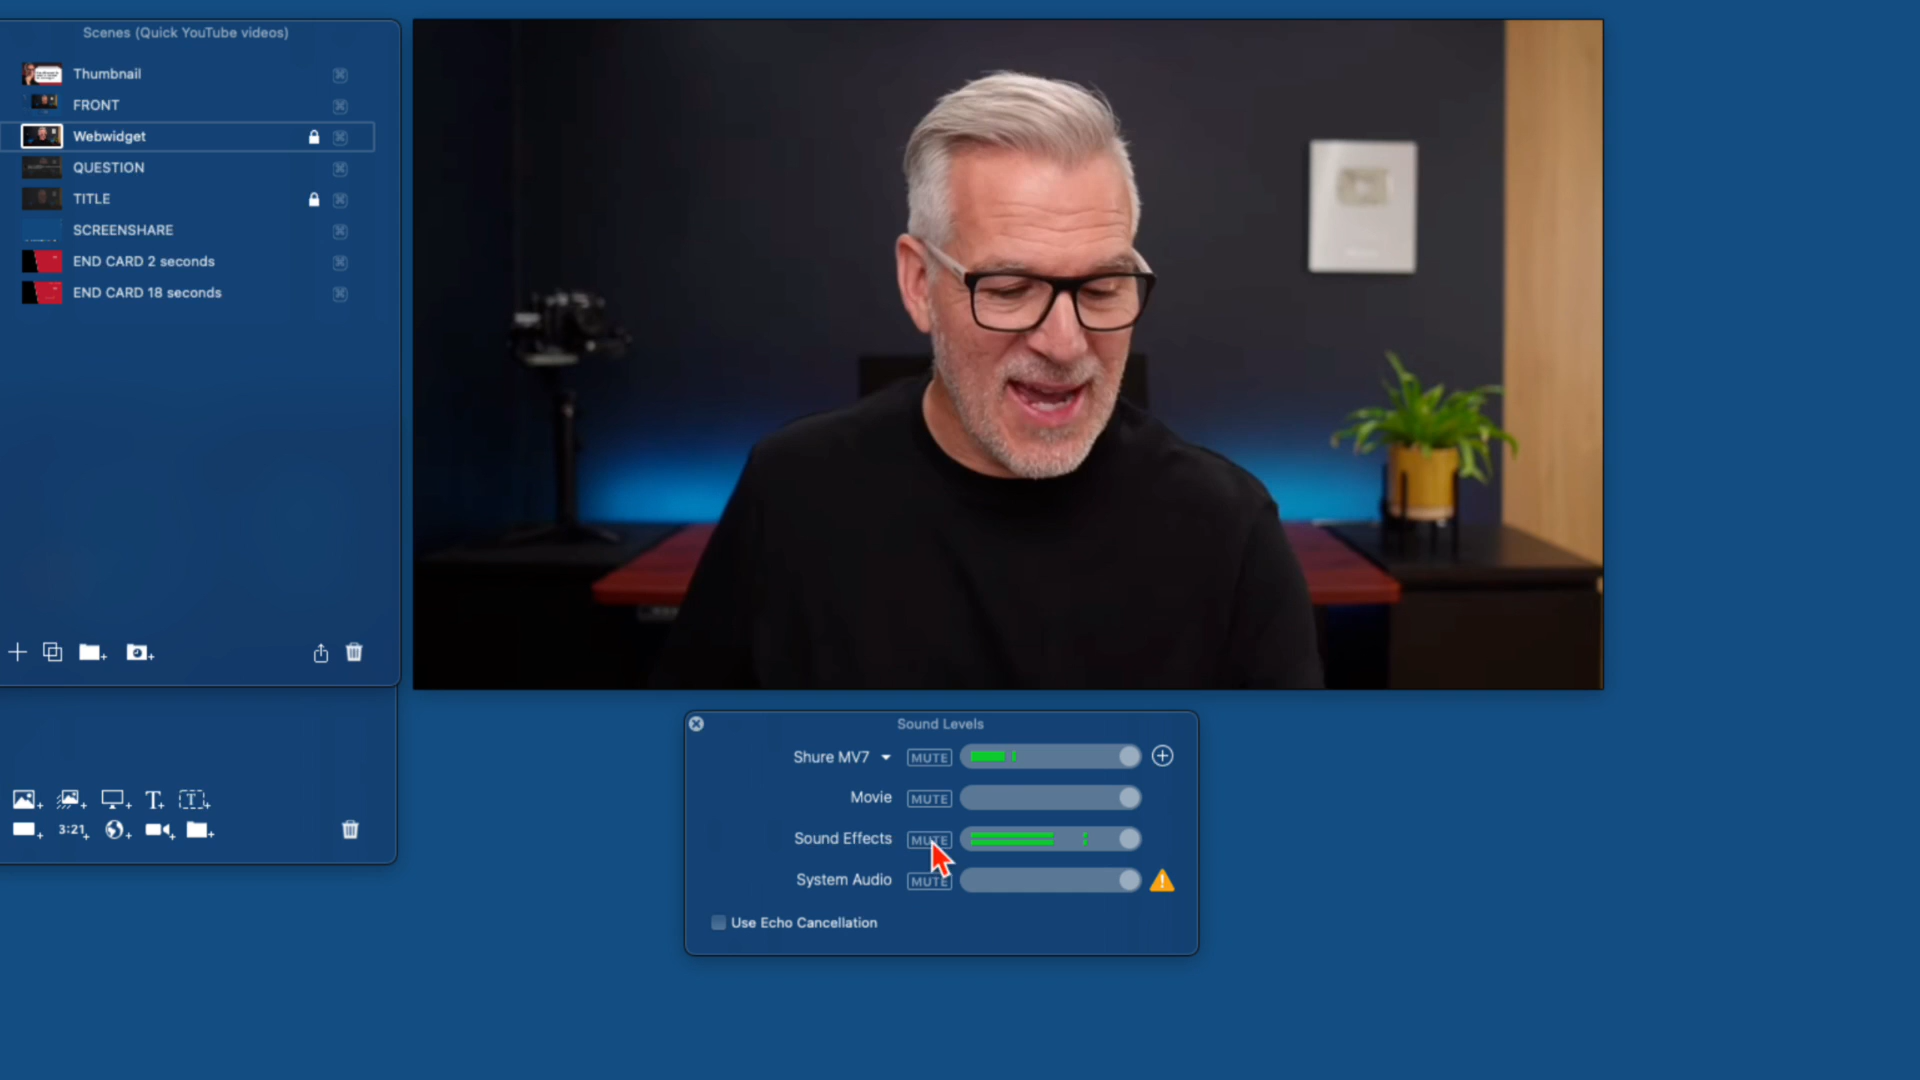 Scenes (Quick YouTube videos)
Thumbnail
FRONT
Webwidget
QUESTION
TITLE
SCREENSHARE
END CARD 2 seconds
END CARD 18 seconds
3:21
Sound Levels
Shure MV7 MUTE
Movie MUTE
Sound Effects MUTE
System Audio MUTE
Use Echo Cancellation